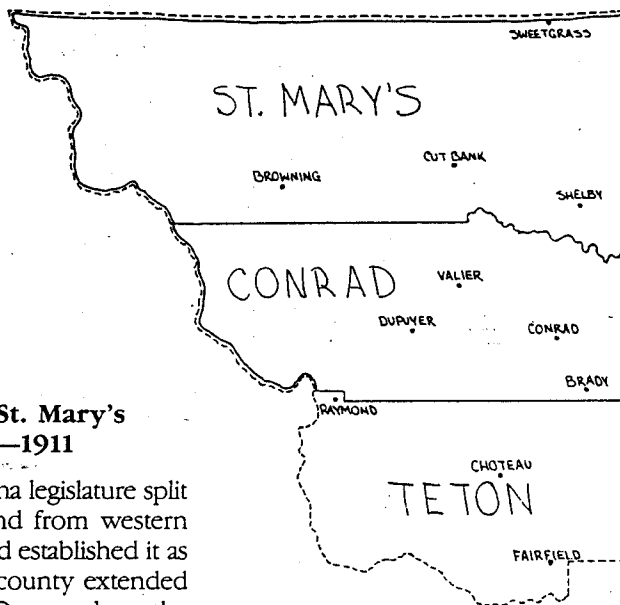 SWEETGRASS
ST. MARY'S
CUT BANK
BROWNING
SHELBY
CONRAD
VALIER
DUPUYER
CONRAD
BRADY
RAYMOND
CHOTEAU
TETON
FAIRFIELD
St. Mary's
—1911
na legislature split
nd from western
d established it as
county extended